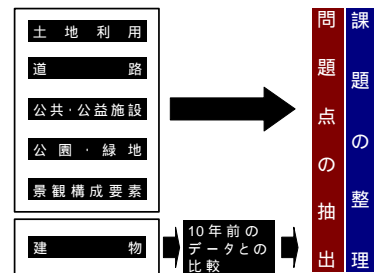 土地利用
道路
公共・公益施設
公園・緑地
景観構成要素
建物
10年前の
データとの
比較
問題点の抽出
課題の整理